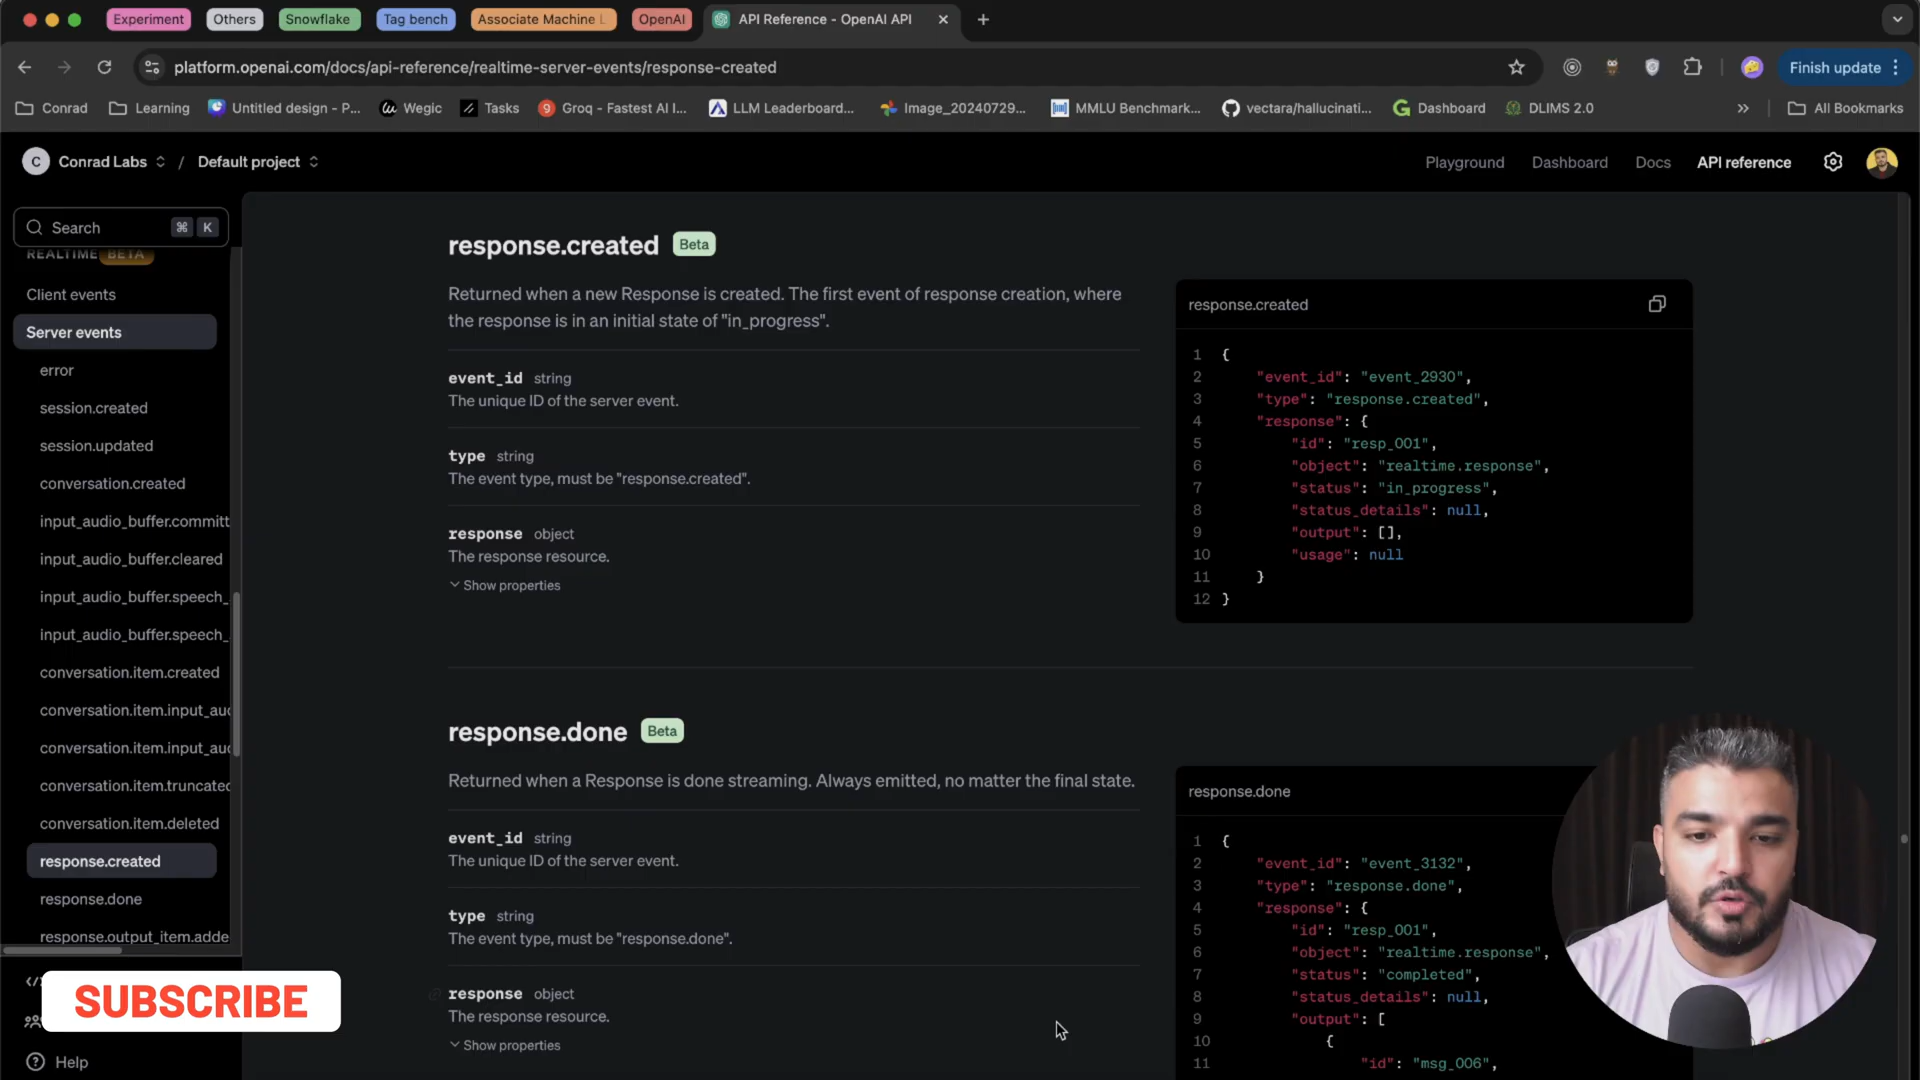 Experiment
Others
Snowflake
Tag bench
Associate Machine L
OpenAI
API Reference - OpenAI API
platform.openai.com/docs/api-reference/realtime-server-events/response-created
Finish update
Conrad
Learning
Untitled design - P...
Wegic
Tasks
Groq - Fastest AI I...
LLM Leaderboard...
Image_20240729...
MMLU Benchmark...
vectara/hallucinati...
Dashboard
DLIMS 2.0
All Bookmarks
C
Conrad Labs
/
Default project
Playground
Dashboard
Docs
API reference
Search
⌘ K
REALTIME BETA
Client events
Server events
error
session.created
session.updated
conversation.created
input_audio_buffer.committ
input_audio_buffer.cleared
input_audio_buffer.speech_
input_audio_buffer.speech_
conversation.item.created
conversation.item.input_au
conversation.item.input_au
conversation.item.truncated
conversation.item.deleted
response.created
response.done
response.output_item.adde
SUBSCRIBE
Help
response.created Beta
Returned when a new Response is created. The first event of response creation, where
the response is in an initial state of "in_progress".
event_id string
The unique ID of the server event.
type string
The event type, must be "response.created".
response object
The response resource.
Show properties
response.created
1 {
2 "event_id": "event_2930",
3 "type": "response.created",
4 "response": {
5 "id": "resp_001",
6 "object": "realtime.response",
7 "status": "in_progress",
8 "status_details": null,
9 "output": [],
10 "usage": null
11 }
12 }
response.done Beta
Returned when a Response is done streaming. Always emitted, no matter the final state.
event_id string
The unique ID of the server event.
type string
The event type, must be "response.done".
response object
The response resource.
Show properties
response.done
1 {
2 "event_id": "event_3132",
3 "type": "response.done",
4 "response": {
5 "id": "resp_001",
6 "object": "realtime.response",
7 "status": "completed",
8 "status_details": null,
9 "output": [
10 {
11 "id": "msg_006",